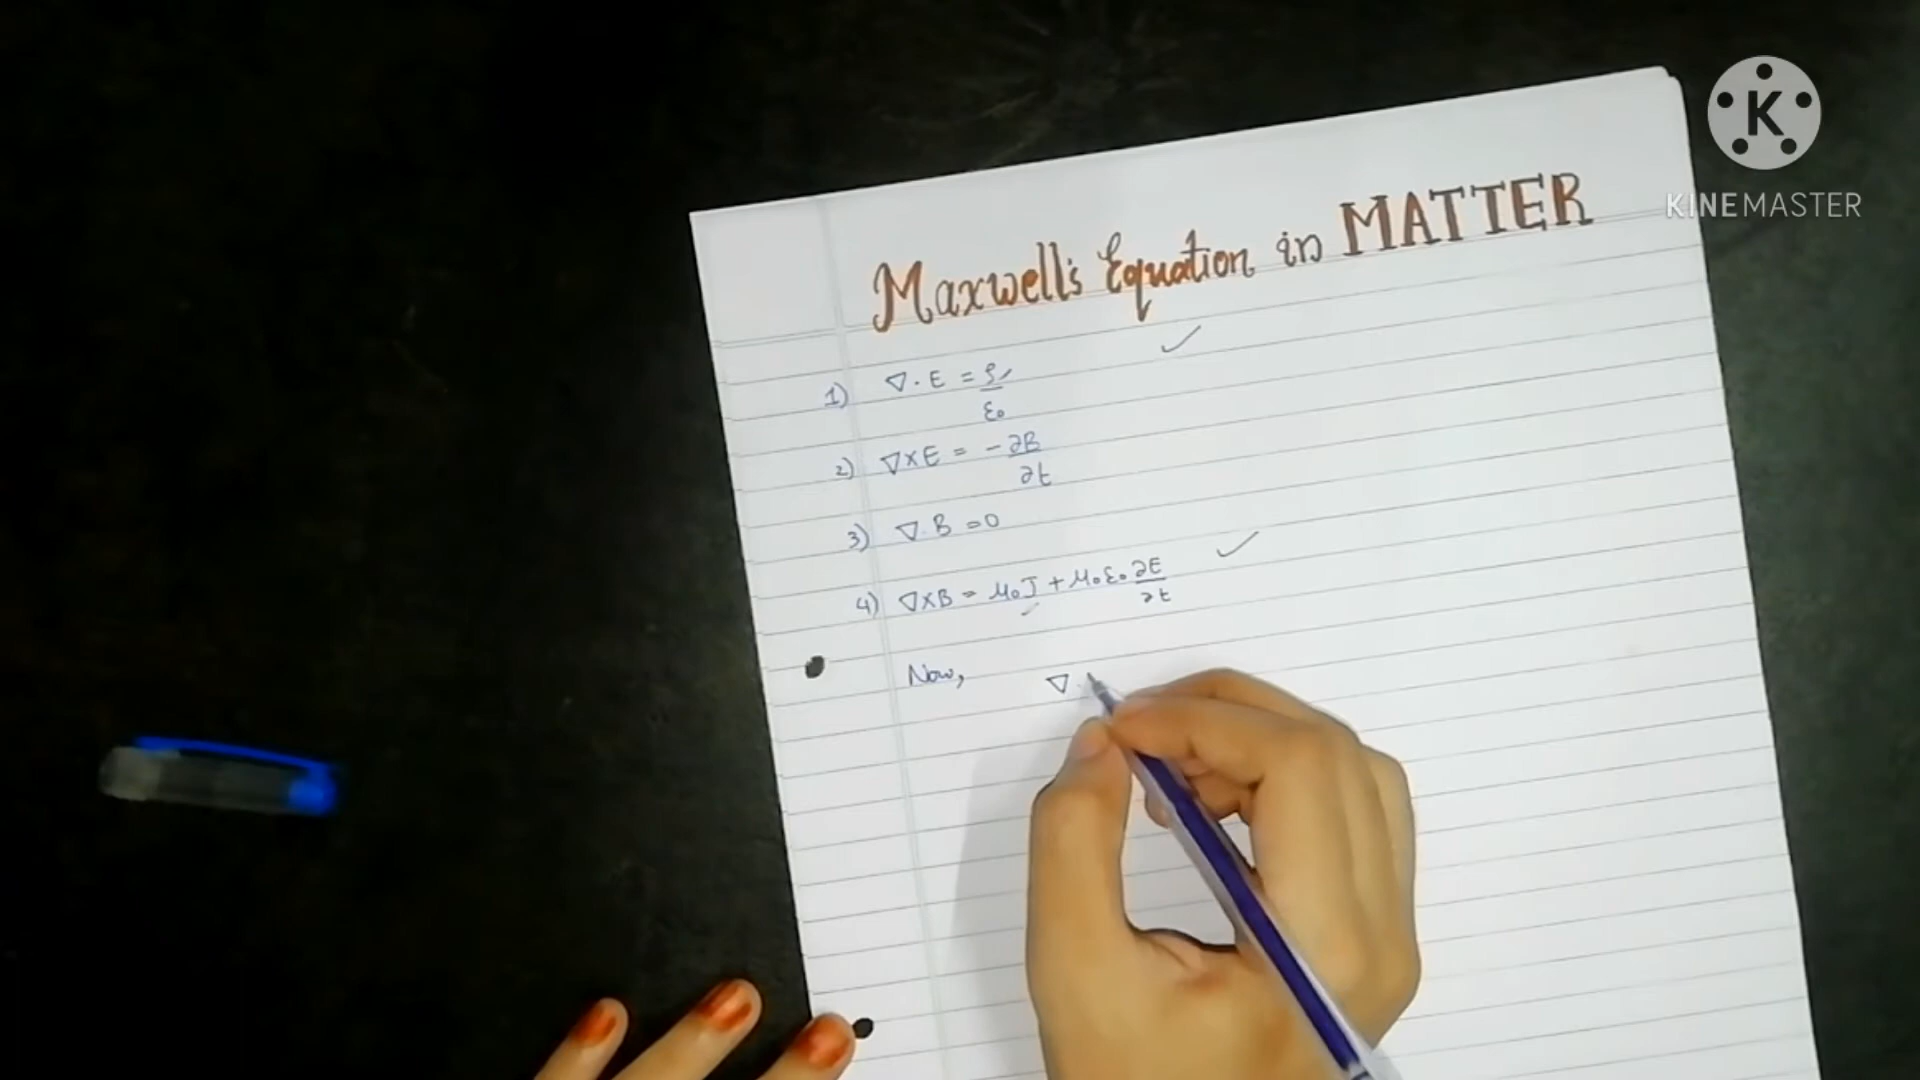 K
KINEMASTER
Maxwell's Equation in MATTER
1) ∇·E = ρ/ε₀
2) ∇×E = -∂B/∂t
3) ∇·B = 0
4) ∇×B = μ₀J + μ₀ε₀ ∂E/∂t
Now, ∇·